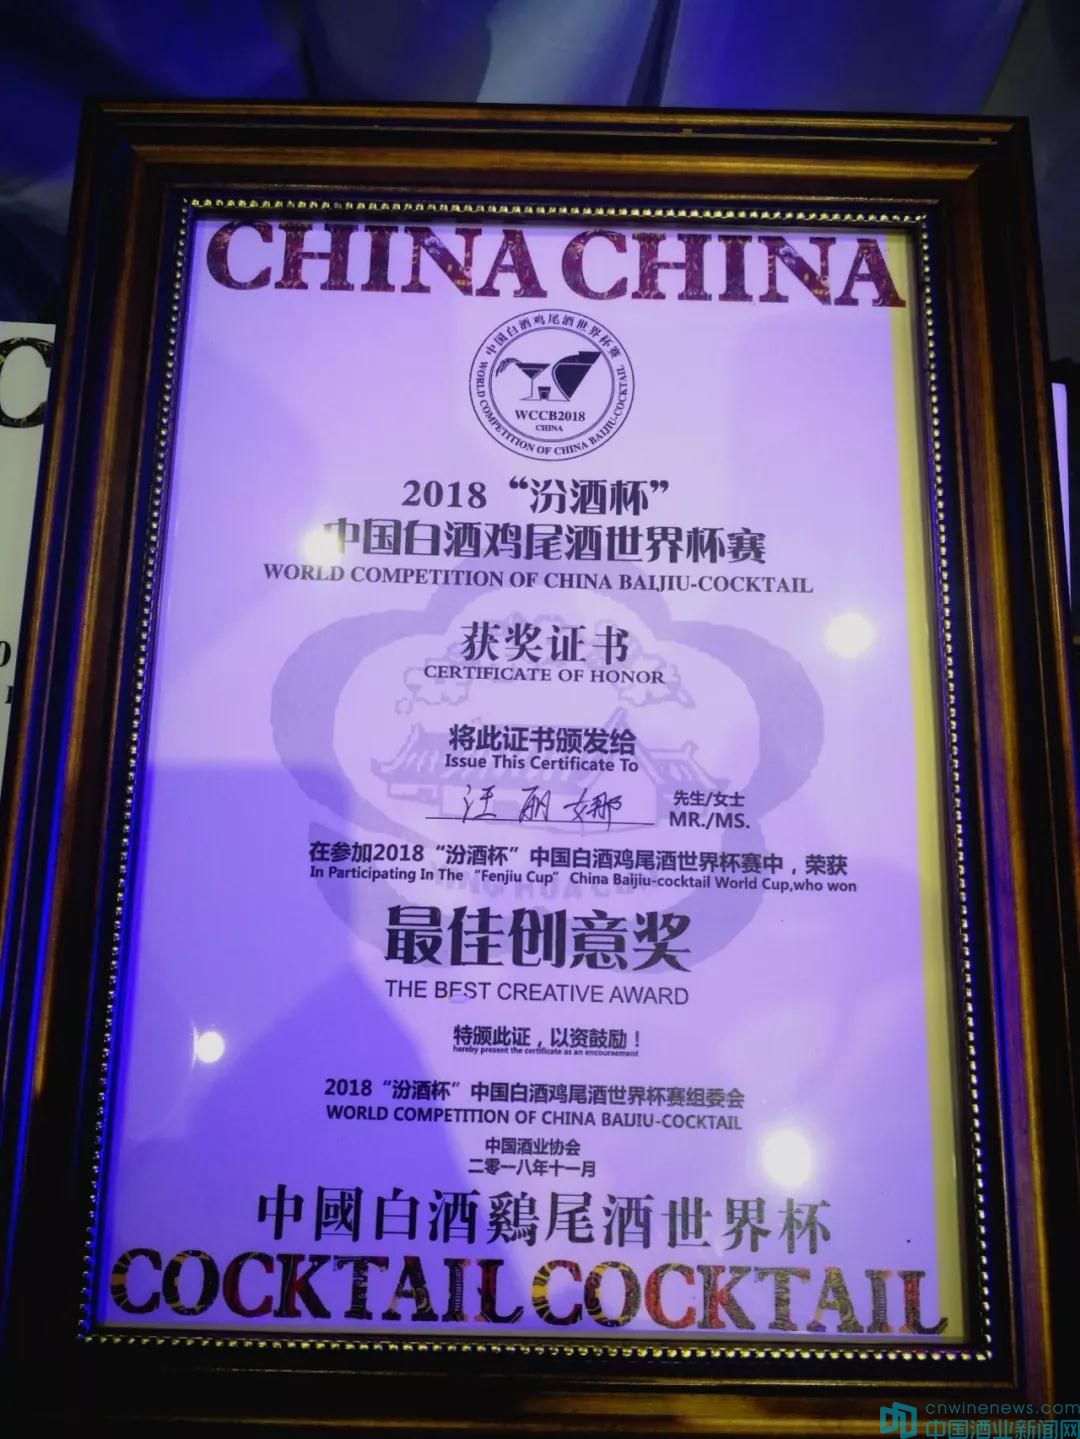 CHINA CHINA
中国白酒鸡尾酒世界杯赛
WORLD COMPETITION OF CHINA BAIJIU-COCKTAIL
WCCB2018
CHINA
2018“汾酒杯”
中国白酒鸡尾酒世界杯赛
WORLD COMPETITION OF CHINA BAIJIU-COCKTAIL
获奖证书
CERTIFICATE OF HONOR
将此证书颁发给
Issue This Certificate To
汪丽娜 先生/女士
MR./MS.
在参加2018“汾酒杯”中国白酒鸡尾酒世界杯赛中，荣获
In Participating In The “Fenjiu Cup” China Baijiu-cocktail World Cup,who won
最佳创意奖
THE BEST CREATIVE AWARD
特颁此证，以资鼓励！
hereby present the certificate as an encoursement
2018“汾酒杯”中国白酒鸡尾酒世界杯赛组委会
WORLD COMPETITTION OF CHINA BAIJIU-COCKTAIL
中国酒业协会
二零一八年十一月
中國白酒鷄尾酒世界杯
COCKTAIL COCKTAIL
cnwinenews.com
中国酒业新闻网